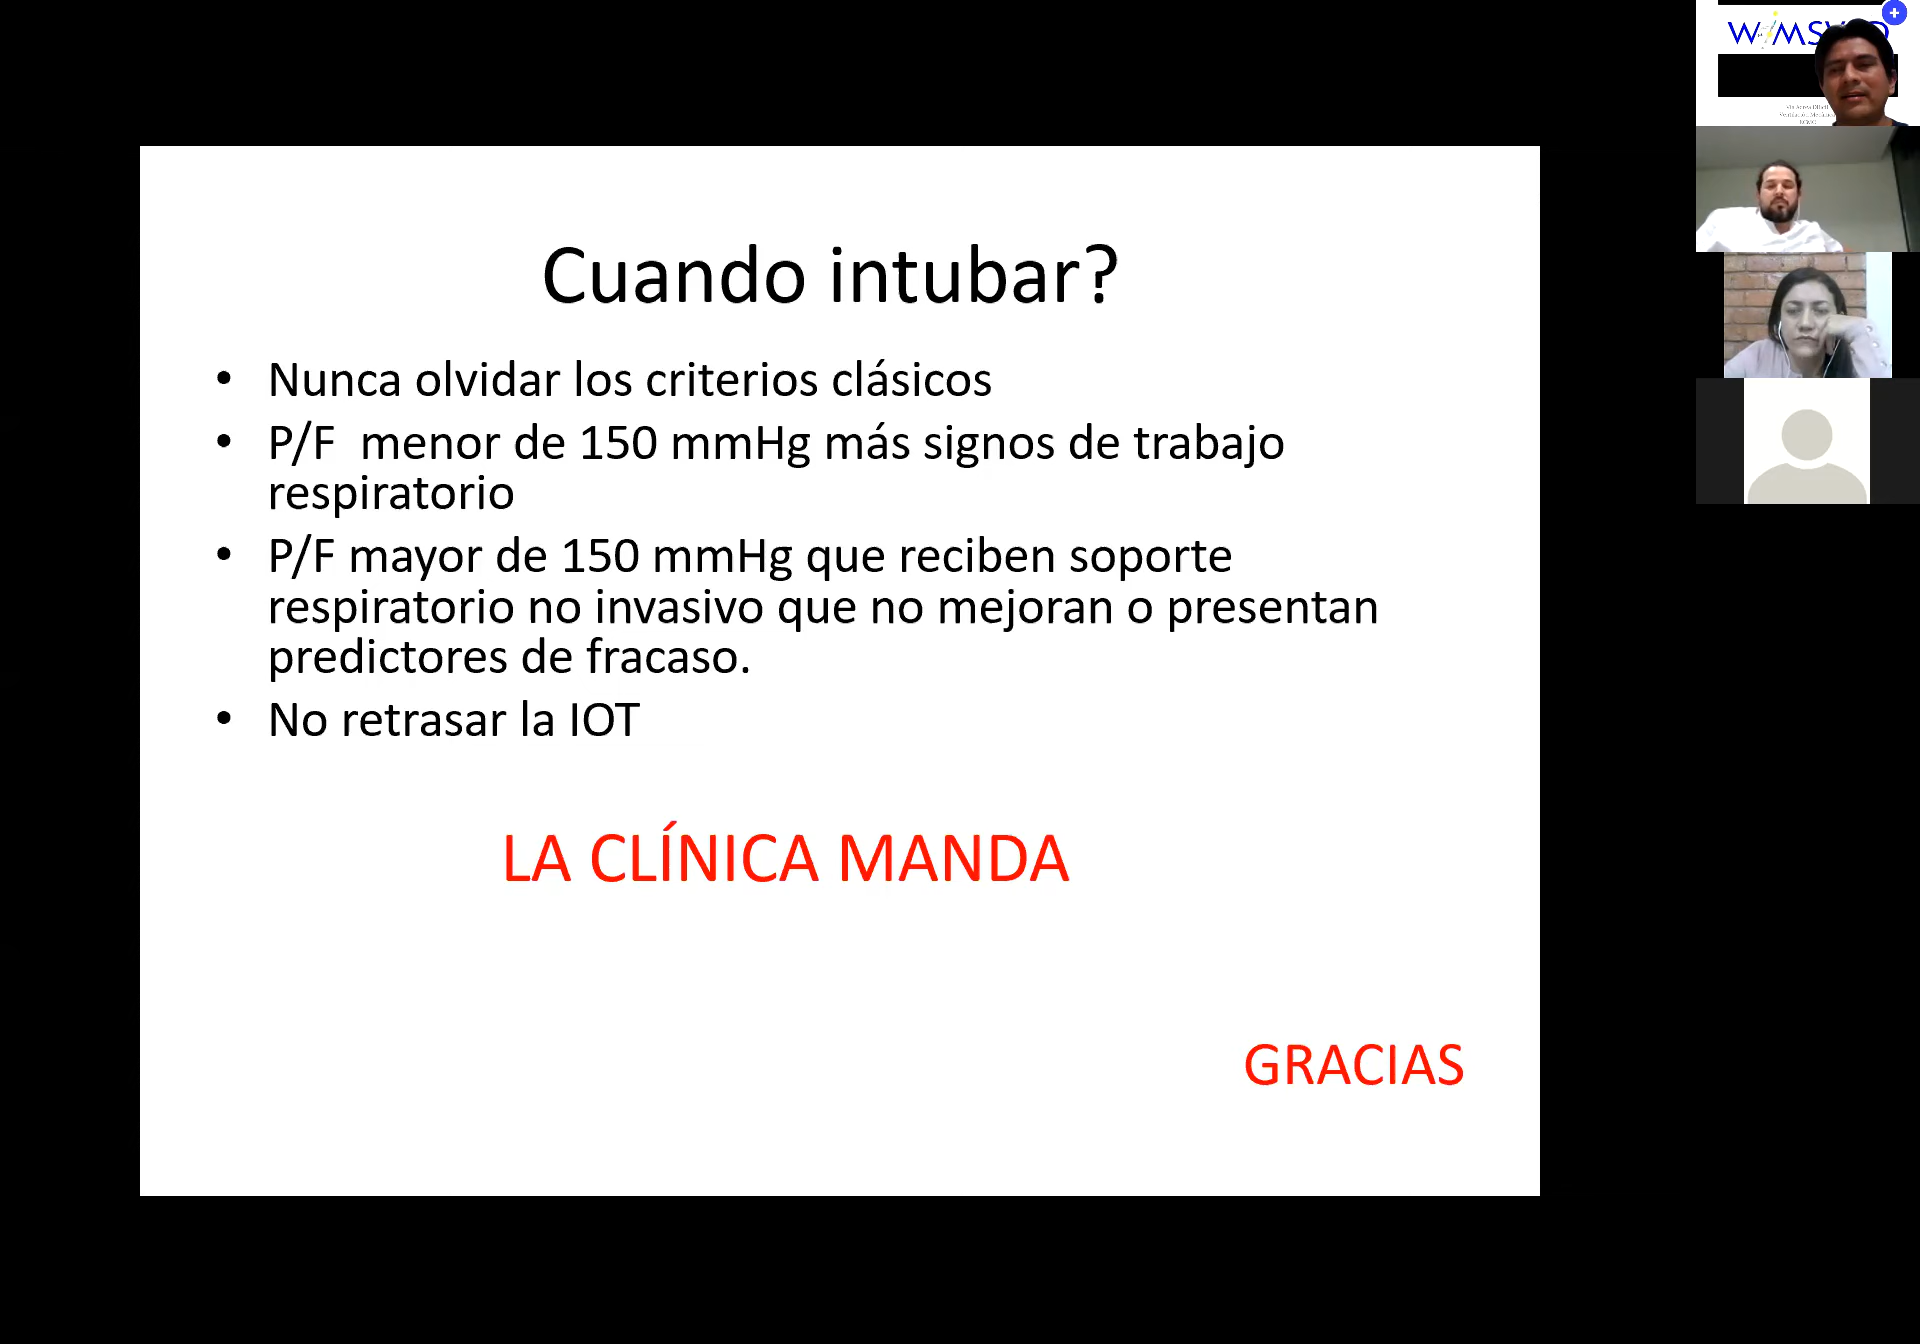 Cuando intubar?
• Nunca olvidar los criterios clásicos
• P/F menor de 150 mmHg más signos de trabajo
respiratorio
• P/F mayor de 150 mmHg que reciben soporte
respiratorio no invasivo que no mejoran o presentan
predictores de fracaso.
• No retrasar la IOT
LA CLÍNICA MANDA
GRACIAS